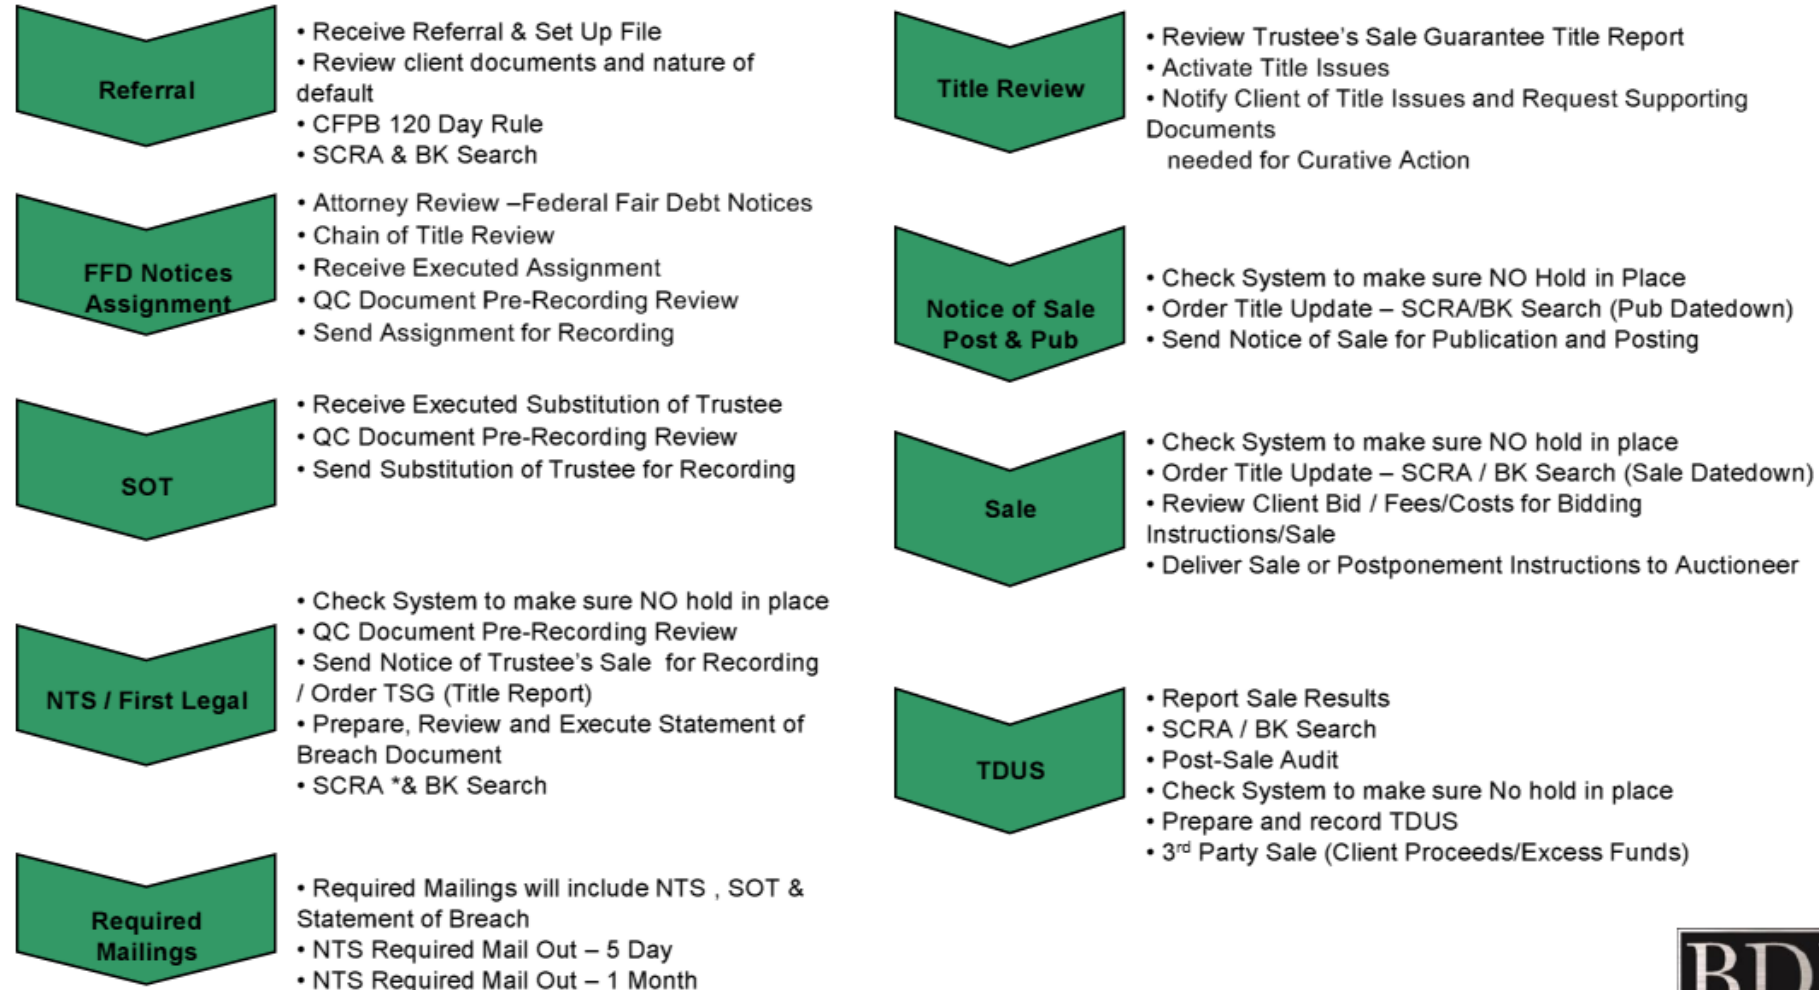 Referral
• Receive Referral & Set Up File
• Review client documents and nature of
default
• CFPB 120 Day Rule
• SCRA & BK Search
FFD Notices
Assignment
• Attorney Review –Federal Fair Debt Notices
• Chain of Title Review
• Receive Executed Assignment
• QC Document Pre-Recording Review
• Send Assignment for Recording
SOT
• Receive Executed Substitution of Trustee
• QC Document Pre-Recording Review
• Send Substitution of Trustee for Recording
NTS / First Legal
• Check System to make sure NO hold in place
• QC Document Pre-Recording Review
• Send Notice of Trustee's Sale for Recording
/ Order TSG (Title Report)
• Prepare, Review and Execute Statement of
Breach Document
• SCRA *& BK Search
Required
Mailings
• Required Mailings will include NTS , SOT &
Statement of Breach
• NTS Required Mail Out – 5 Day
• NTS Required Mail Out – 1 Month
Title Review
• Review Trustee's Sale Guarantee Title Report
• Activate Title Issues
• Notify Client of Title Issues and Request Supporting
Documents
needed for Curative Action
Notice of Sale
Post & Pub
• Check System to make sure NO Hold in Place
• Order Title Update – SCRA/BK Search (Pub Datedown)
• Send Notice of Sale for Publication and Posting
Sale
• Check System to make sure NO hold in place
• Order Title Update – SCRA / BK Search (Sale Datedown)
• Review Client Bid / Fees/Costs for Bidding
Instructions/Sale
• Deliver Sale or Postponement Instructions to Auctioneer
TDUS
• Report Sale Results
• SCRA / BK Search
• Post-Sale Audit
• Check System to make sure No hold in place
• Prepare and record TDUS
• 3rd Party Sale (Client Proceeds/Excess Funds)
BD